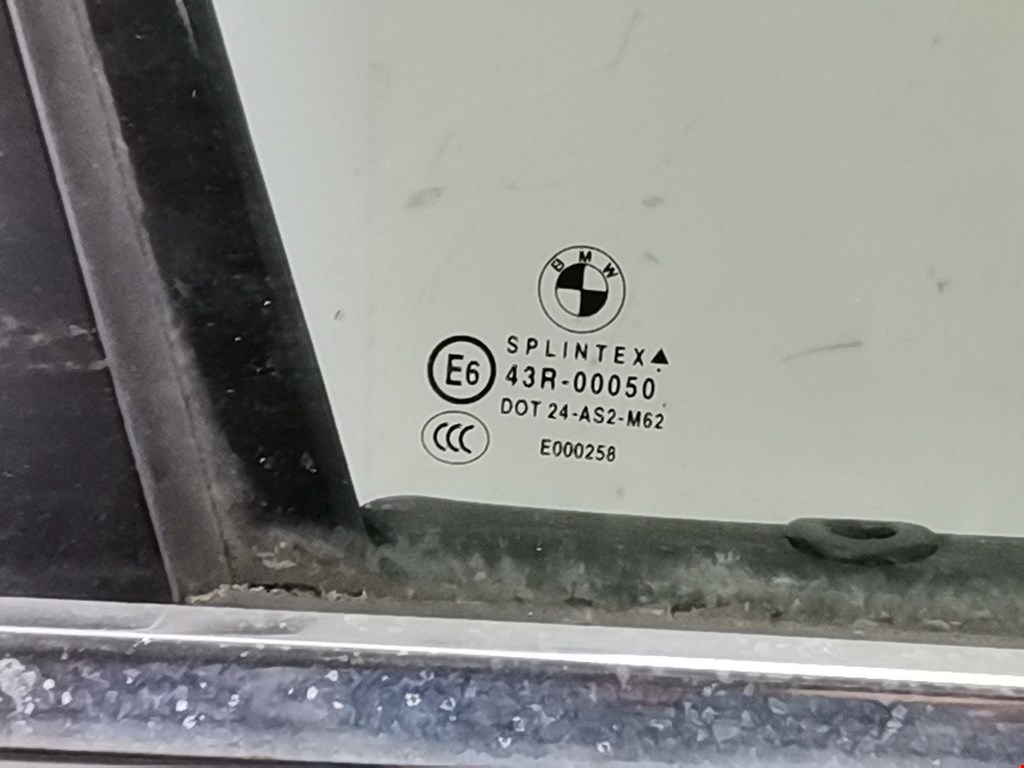 BMW
SPLINTEX▲
E6
43R-00050
DOT 24-AS2-M62
CCC
E000258